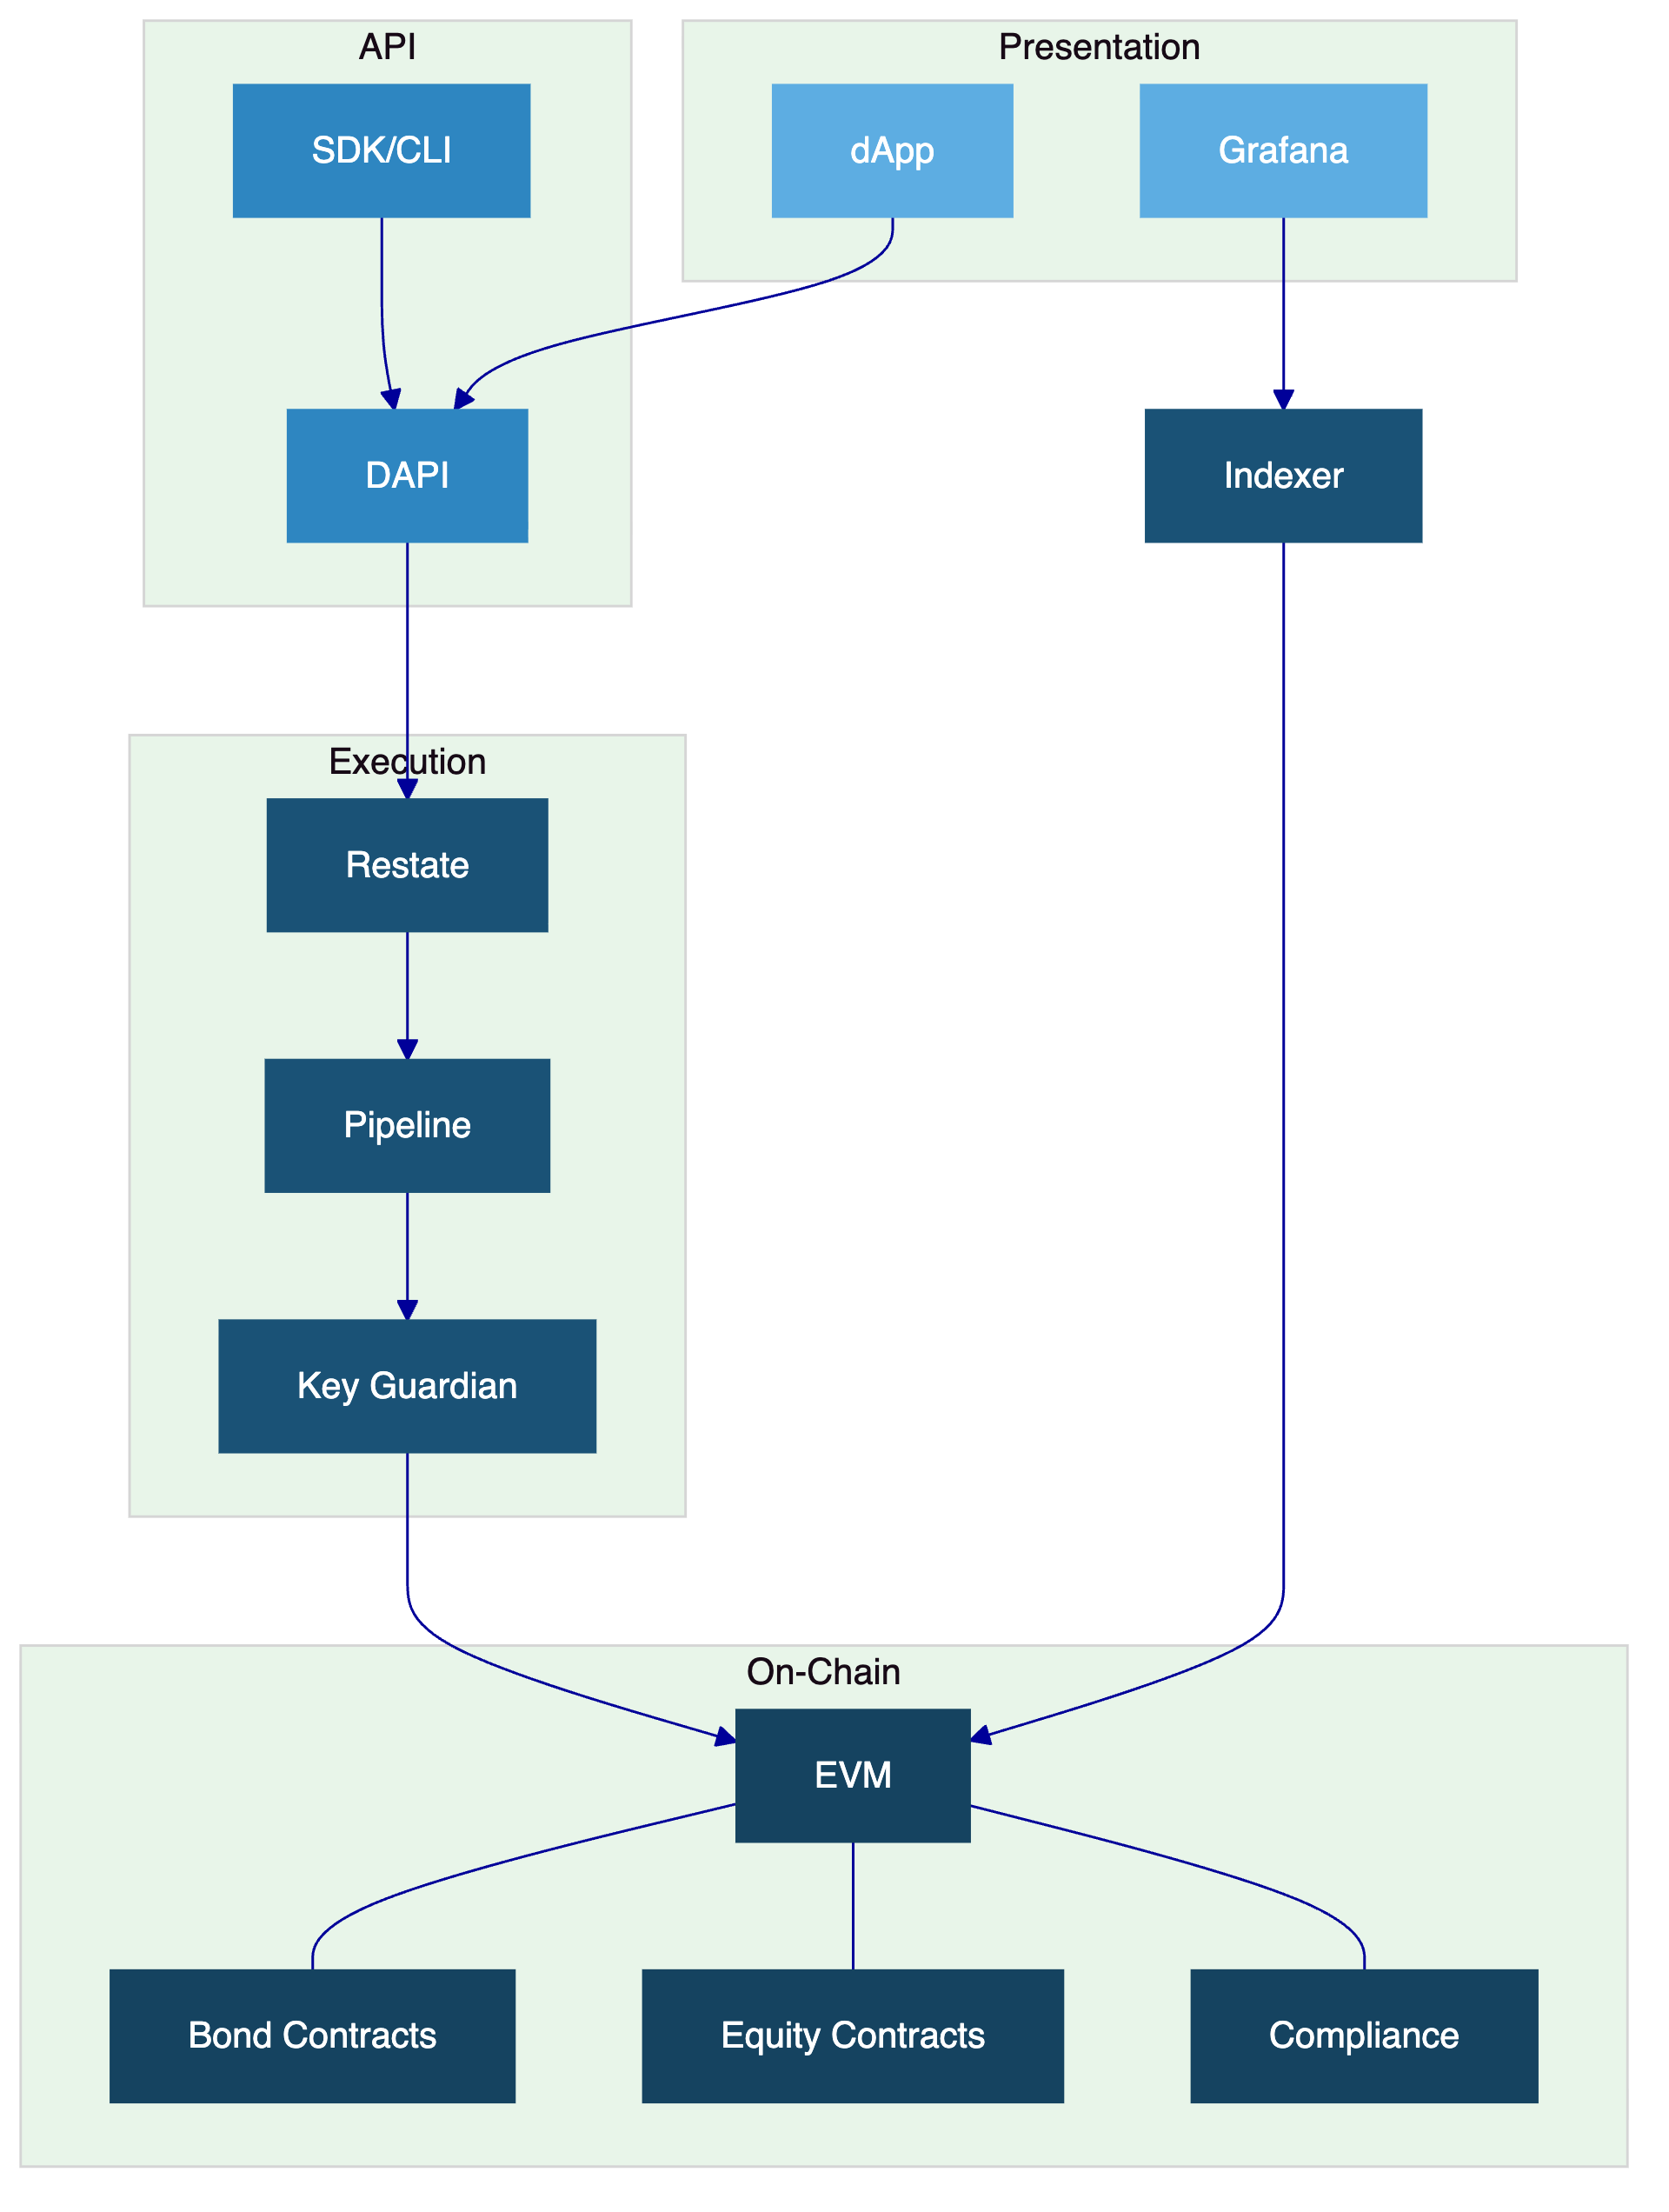 API
Presentation
SDK/CLI
dApp
Grafana
DAPI
Indexer
Execution
Restate
Pipeline
Key Guardian
On-Chain
EVM
Bond Contracts
Equity Contracts
Compliance